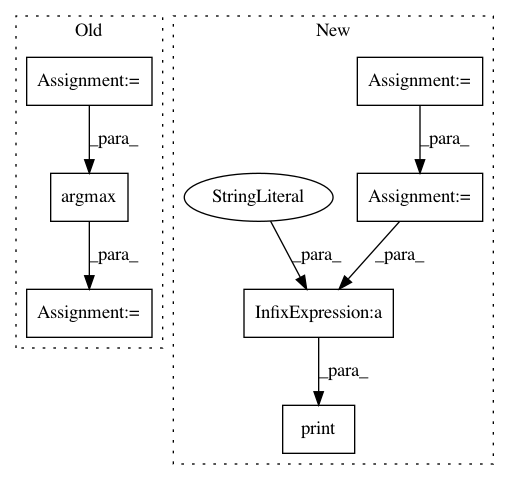 Old
New
Assignment:=
Assignment:=
_para_
_para_
argmax
StringLiteral
Assignment:=
_para_
_para_
_para_
Assignment:=
InfixExpression:a
_para_
print